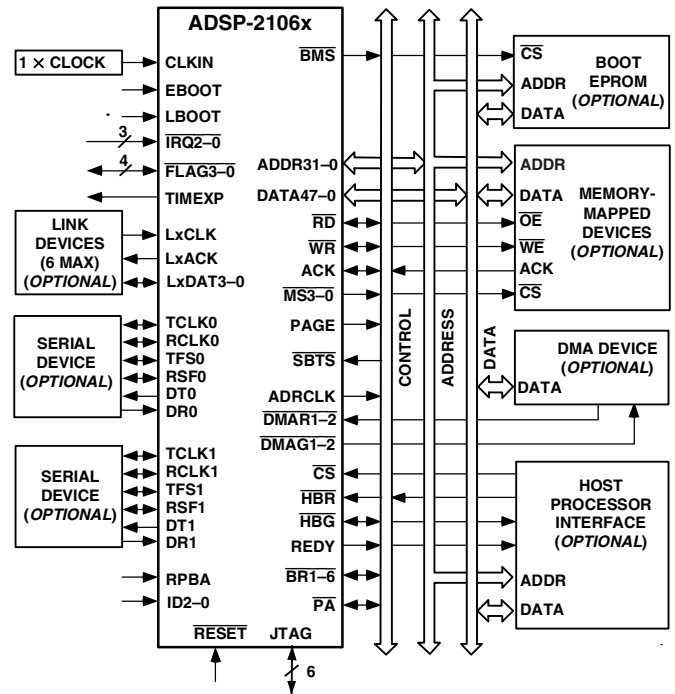 ADSP-2106x
1 × CLOCK
CLKIN
EBOOT
LBOOT
3
IRQ2–0
4
FLAG3–0
TIMEXP
LINK
DEVICES
(6 MAX)
(OPTIONAL)
LxCLK
LxACK
LxDAT3–0
SERIAL
DEVICE
(OPTIONAL)
TCLK0
RCLK0
TFS0
RSF0
DT0
DR0
SERIAL
DEVICE
(OPTIONAL)
TCLK1
RCLK1
TFS1
RSF1
DT1
DR1
RPBA
ID2–0
RESET
JTAG
6
BMS
ADDR31–0
DATA47–0
RD
WR
ACK
MS3–0
PAGE
SBTS
ADRCLK
DMAR1–2
DMAG1–2
CS
HBR
HBG
REDY
BR1–6
PA
CONTROL
ADDRESS
DATA
CS
ADDR
DATA
BOOT
EPROM
(OPTIONAL)
ADDR
DATA
OE
WE
ACK
CS
MEMORY-
MAPPED
DEVICES
(OPTIONAL)
DMA DEVICE
(OPTIONAL)
DATA
HOST
PROCESSOR
INTERFACE
(OPTIONAL)
ADDR
DATA